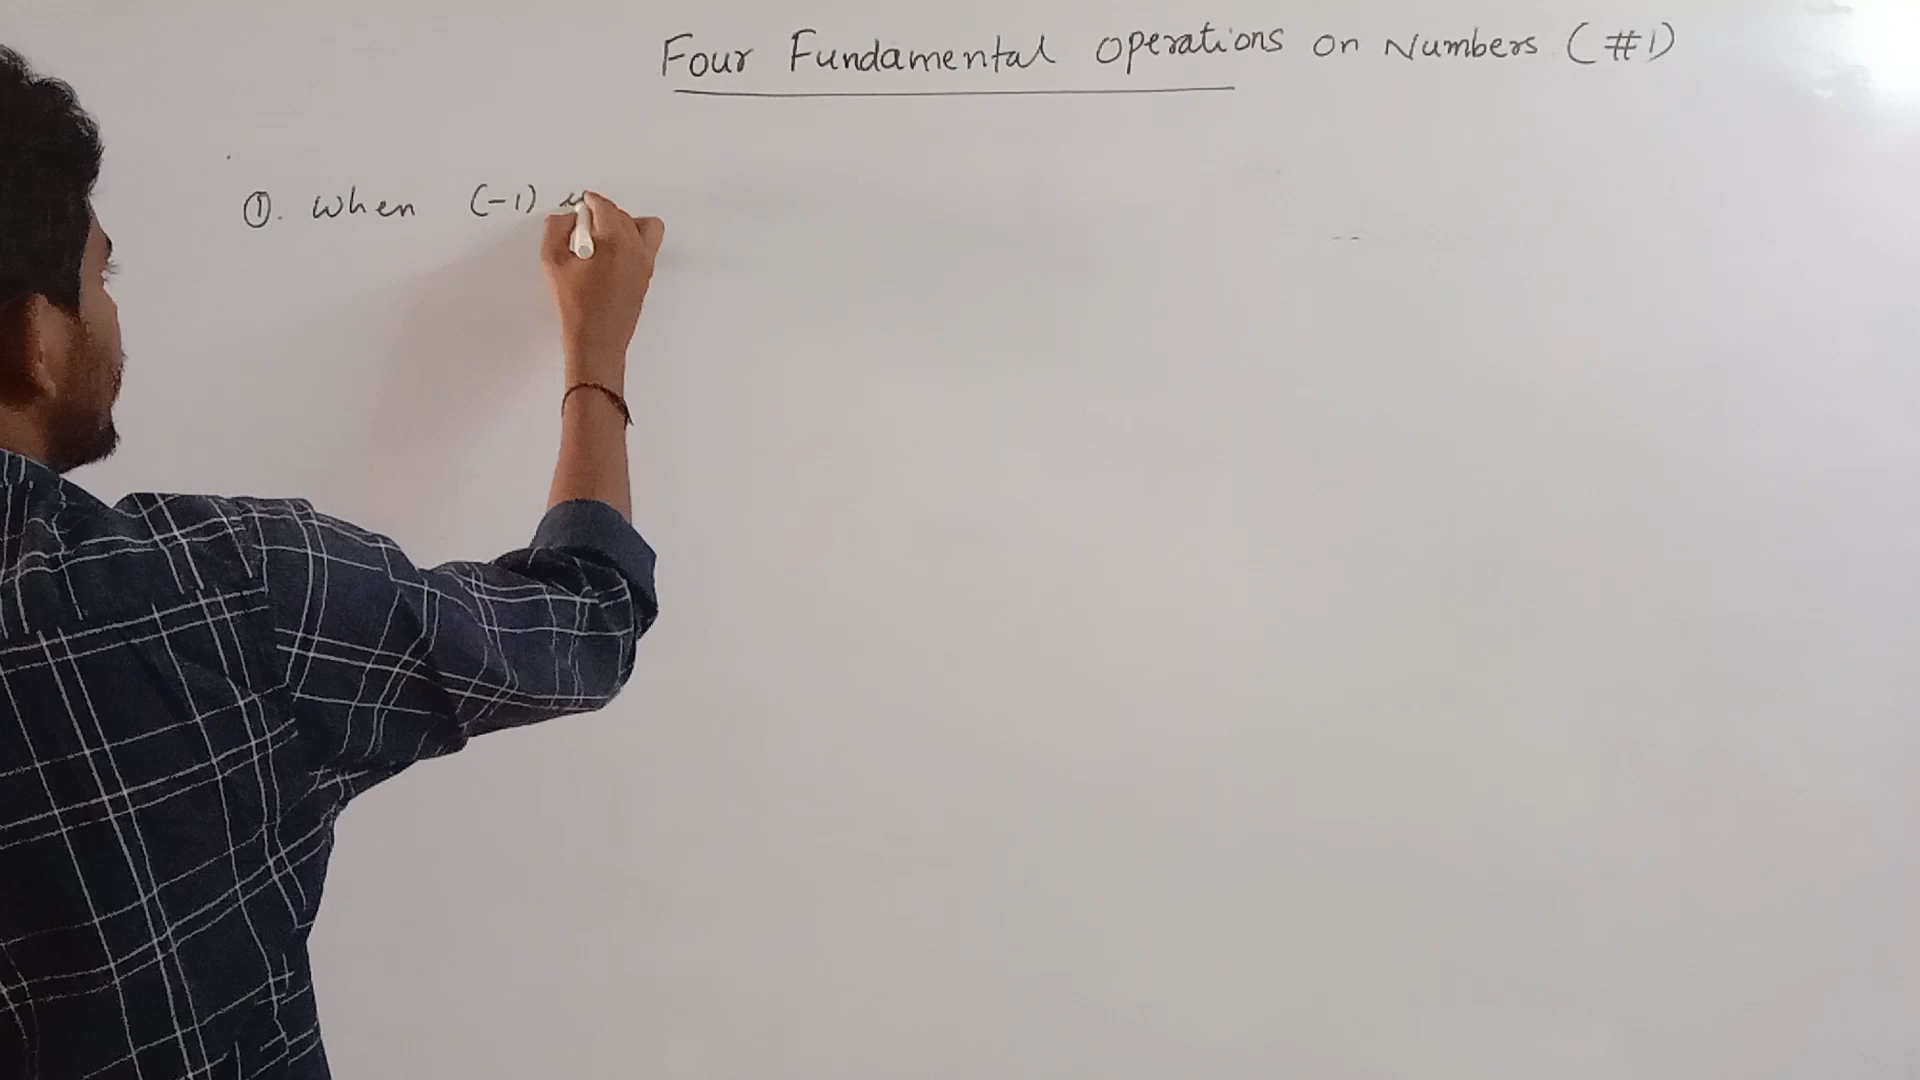 Four Fundamental Operations on Numbers (#1)
①. When (-1)